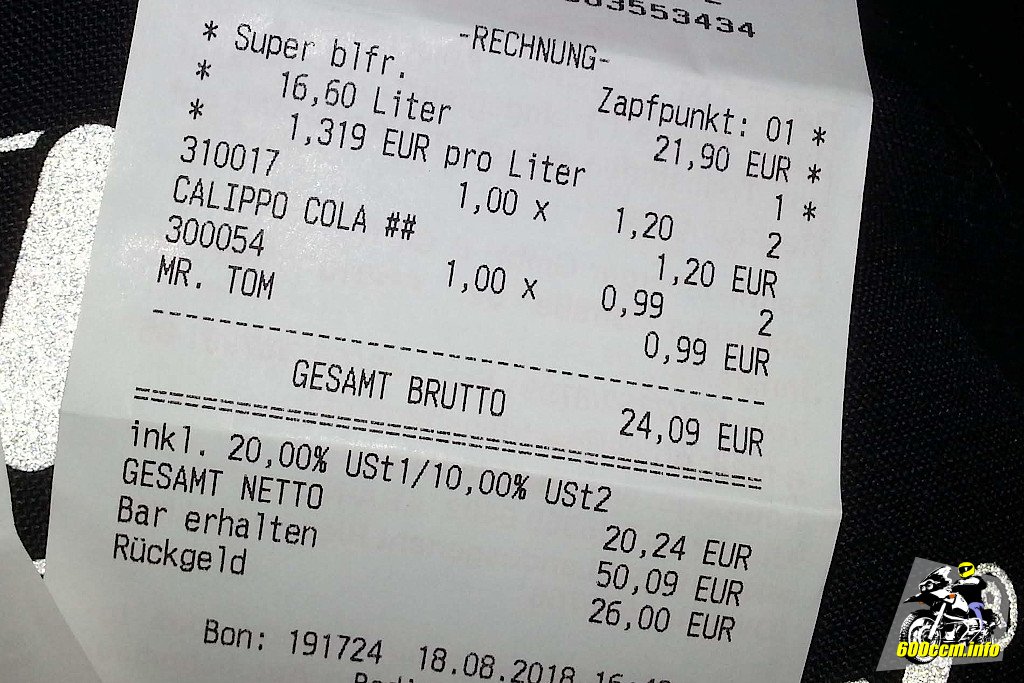 03553434
-RECHNUNG-
* Super blfr. Zapfpunkt: 01 *
* 16,60 Liter 21,90 EUR *
* 1,319 EUR pro Liter 1 *
310017 1,00 x 1,20 2
CALIPPO COLA ## 1,20 EUR
300054 1,00 x 0,99 2
MR. TOM 0,99 EUR
GESAMT BRUTTO 24,09 EUR
inkl. 20,00% USt1/10,00% USt2
GESAMT NETTO 20,24 EUR
Bar erhalten 50,09 EUR
Rückgeld 26,00 EUR
Bon: 191724 18.08.2018
600ccm.info